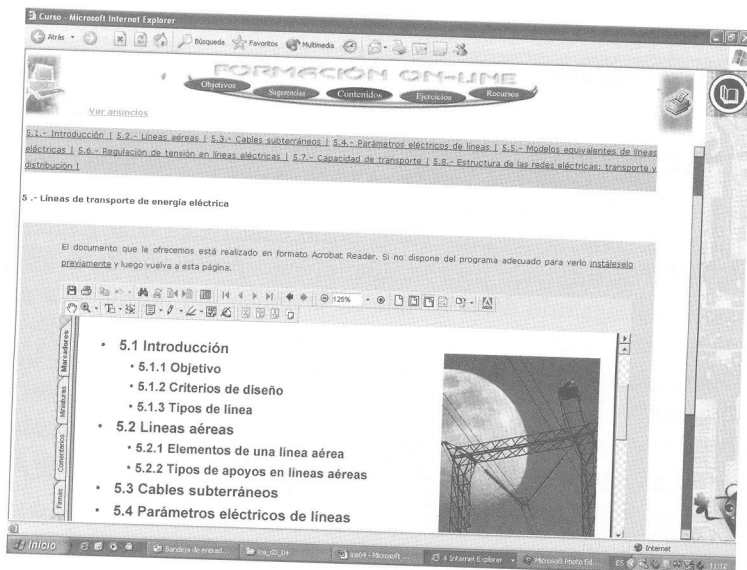 Curso - Microsoft Internet Explorer
Atrás Búsqueda Favoritos Multimedia
FORMACIÓN ON-LINE
Objetivos Sugerencias Contenidos Ejercicios Recursos
Ver anuncios
5.1.- Introducción | 5.2.- Líneas aéreas | 5.3.- Cables subterráneos | 5.4.- Parámetros eléctricos de líneas | 5.5.- Modelos equivalentes de líneas
eléctricas | 5.6.- Regulación de tensión en líneas eléctricas | 5.7.- Capacidad de transporte | 5.8.- Estructura de las redes eléctricas: transporte y
distribución |
5 .- Líneas de transporte de energía eléctrica
El documento que le ofrecemos está realizado en formato Acrobat Reader. Si no dispone del programa adecuado para verlo instáleselo
previamente y luego vuelva a esta página.
125%
Marcadores
Miniaturas
Comentarios
Firmas
• 5.1 Introducción
• 5.1.1 Objetivo
• 5.1.2 Criterios de diseño
• 5.1.3 Tipos de línea
• 5.2 Líneas aéreas
• 5.2.1 Elementos de una línea aérea
• 5.2.2 Tipos de apoyos en líneas aéreas
• 5.3 Cables subterráneos
• 5.4 Parámetros eléctricos de líneas
Internet
Inicio Bandeja de entrad... ica04 - Microsoft ... 4 Internet Explorer Microsoft Photo Ed... ES 11:12